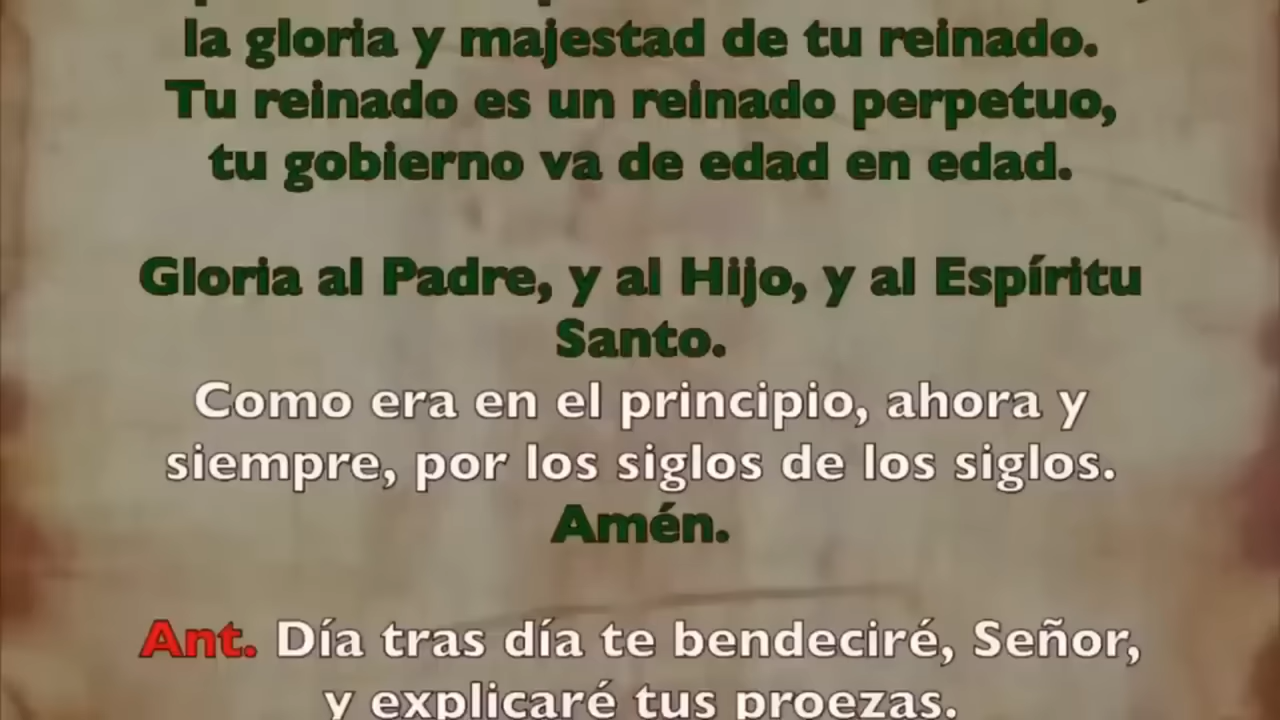 la gloria y majestad de tu reinado.
Tu reinado es un reinado perpetuo,
tu gobierno va de edad en edad.
Gloria al Padre, y al Hijo, y al Espíritu
Santo.
Como era en el principio, ahora y
siempre, por los siglos de los siglos.
Amén.
Ant. Día tras día te bendeciré, Señor,
y explicaré tus proezas.